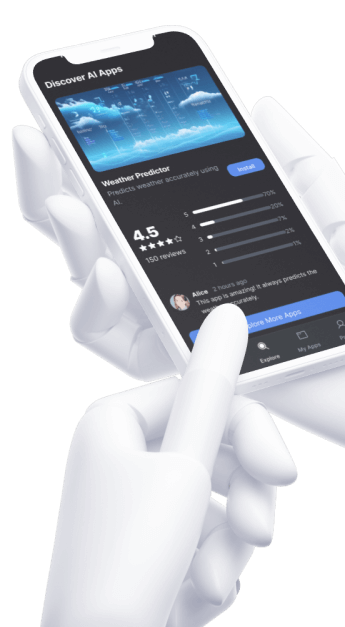 Discover AI Apps
Weather Predictor
Predicts weather accurately using
AI.
Install
4.5
150 reviews
5 70%
4 20%
3 7%
2 2%
1 1%
Alice 2 hours ago
This app is amazing! It always predicts the
accurately.
plore More Apps
Explore
My Apps